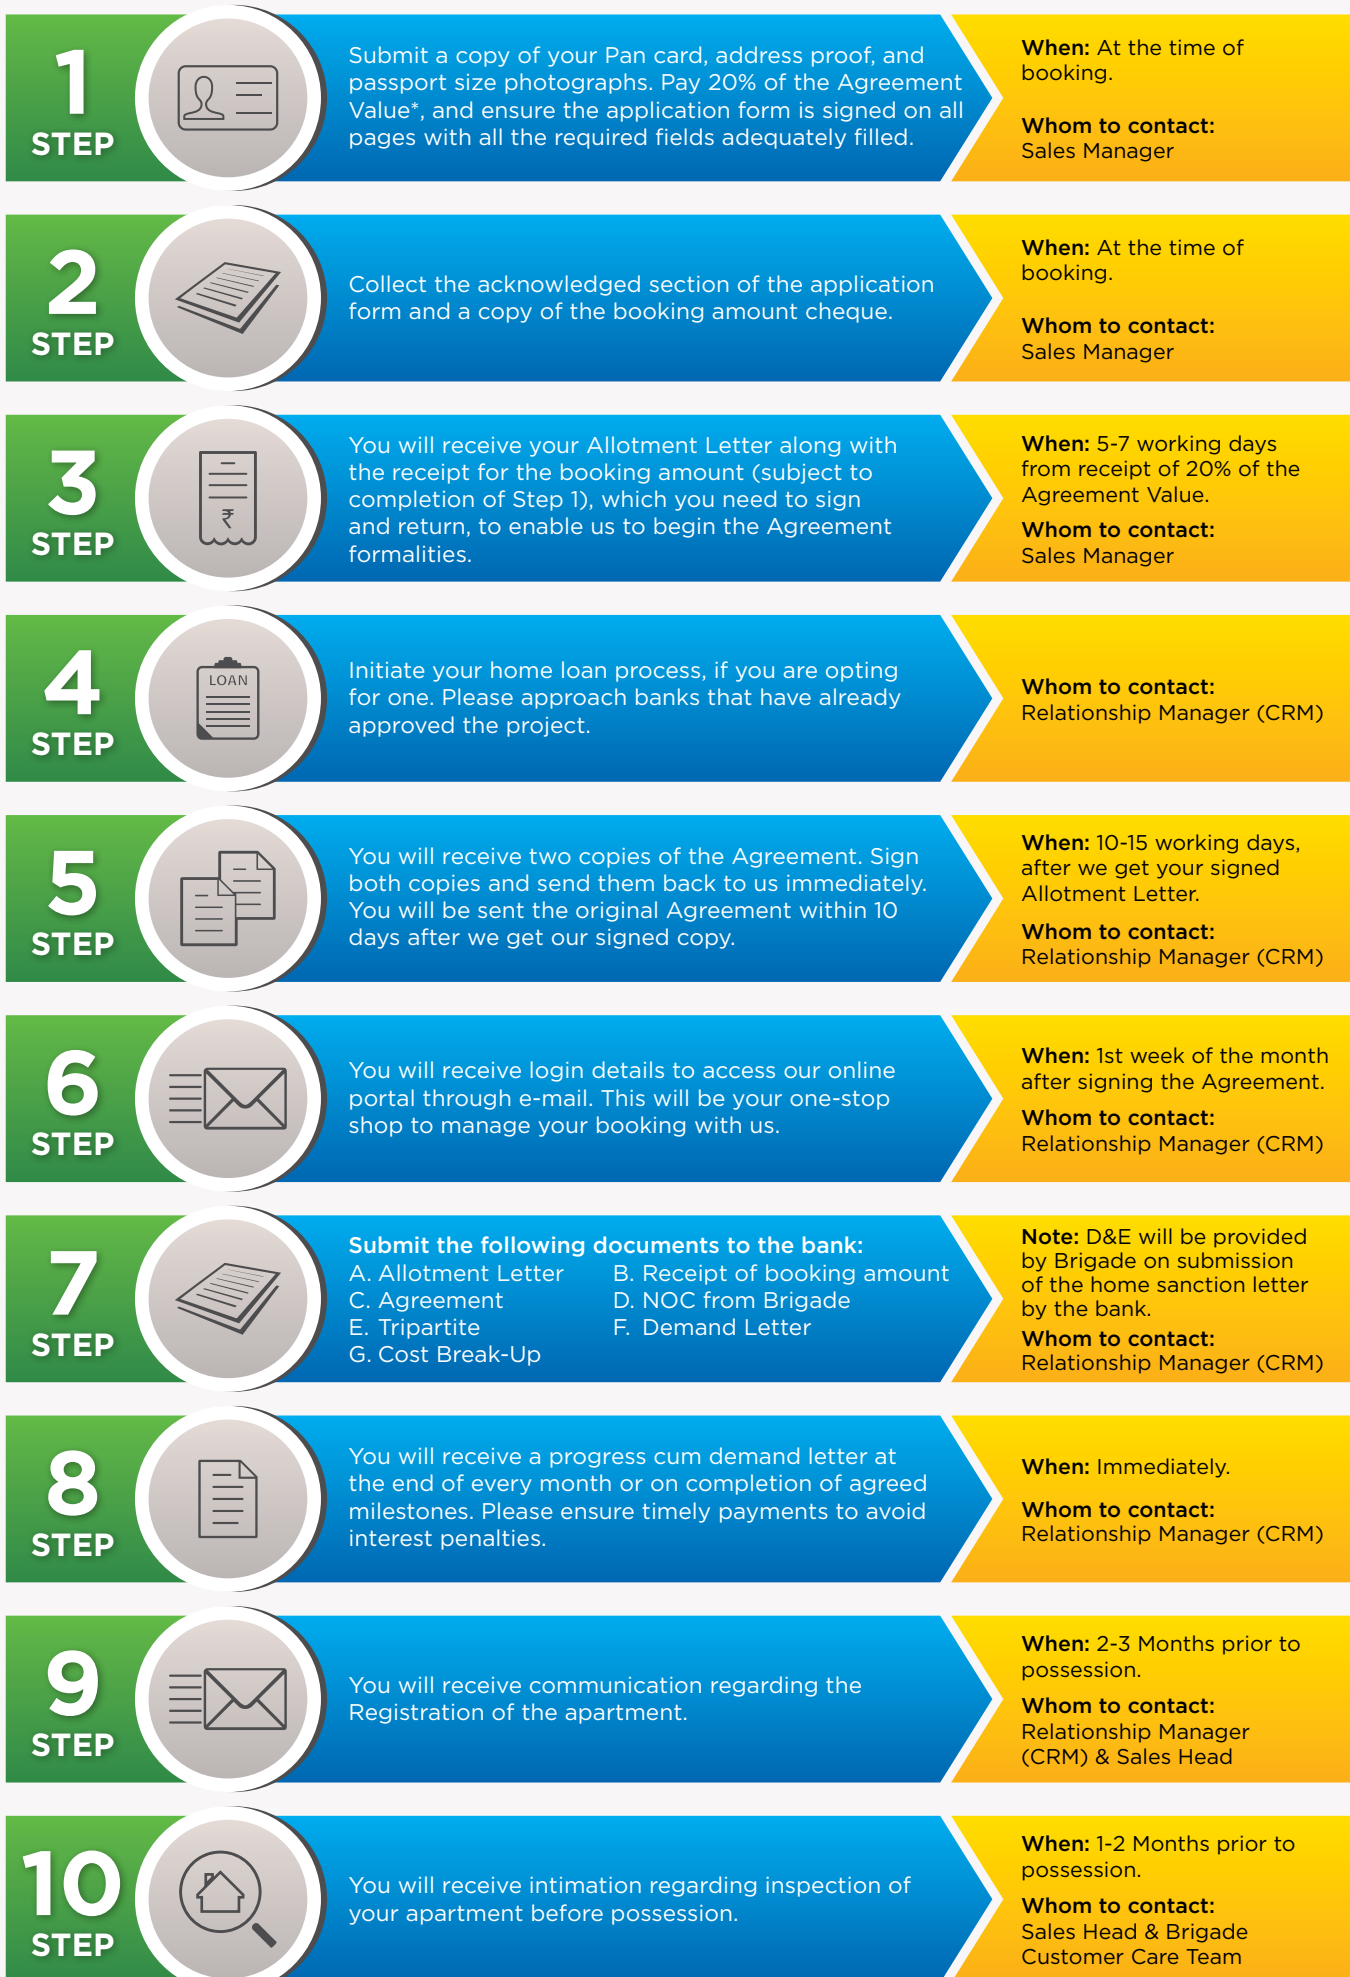 1
STEP
Submit a copy of your Pan card, address proof, and
passport size photographs. Pay 20% of the Agreement
Value*, and ensure the application form is signed on all
pages with all the required fields adequately filled.
When: At the time of
booking.
Whom to contact:
Sales Manager
2
STEP
Collect the acknowledged section of the application
form and a copy of the booking amount cheque.
When: At the time of
booking.
Whom to contact:
Sales Manager
3
STEP
₹
You will receive your Allotment Letter along with
the receipt for the booking amount (subject to
completion of Step 1), which you need to sign
and return, to enable us to begin the Agreement
formalities.
When: 5-7 working days
from receipt of 20% of the
Agreement Value.
Whom to contact:
Sales Manager
4
STEP
LOAN
Initiate your home loan process, if you are opting
for one. Please approach banks that have already
approved the project.
Whom to contact:
Relationship Manager (CRM)
5
STEP
You will receive two copies of the Agreement. Sign
both copies and send them back to us immediately.
You will be sent the original Agreement within 10
days after we get our signed copy.
When: 10-15 working days,
after we get your signed
Allotment Letter.
Whom to contact:
Relationship Manager (CRM)
6
STEP
You will receive login details to access our online
portal through e-mail. This will be your one-stop
shop to manage your booking with us.
When: 1st week of the month
after signing the Agreement.
Whom to contact:
Relationship Manager (CRM)
7
STEP
Submit the following documents to the bank:
A. Allotment Letter B. Receipt of booking amount
C. Agreement D. NOC from Brigade
E. Tripartite F. Demand Letter
G. Cost Break-Up
Note: D&E will be provided
by Brigade on submission
of the home sanction letter
by the bank.
Whom to contact:
Relationship Manager (CRM)
8
STEP
You will receive a progress cum demand letter at
the end of every month or on completion of agreed
milestones. Please ensure timely payments to avoid
interest penalties.
When: Immediately.
Whom to contact:
Relationship Manager (CRM)
9
STEP
You will receive communication regarding the
Registration of the apartment.
When: 2-3 Months prior to
possession.
Whom to contact:
Relationship Manager
(CRM) & Sales Head
10
STEP
You will receive intimation regarding inspection of
your apartment before possession.
When: 1-2 Months prior to
possession.
Whom to contact:
Sales Head & Brigade
Customer Care Team